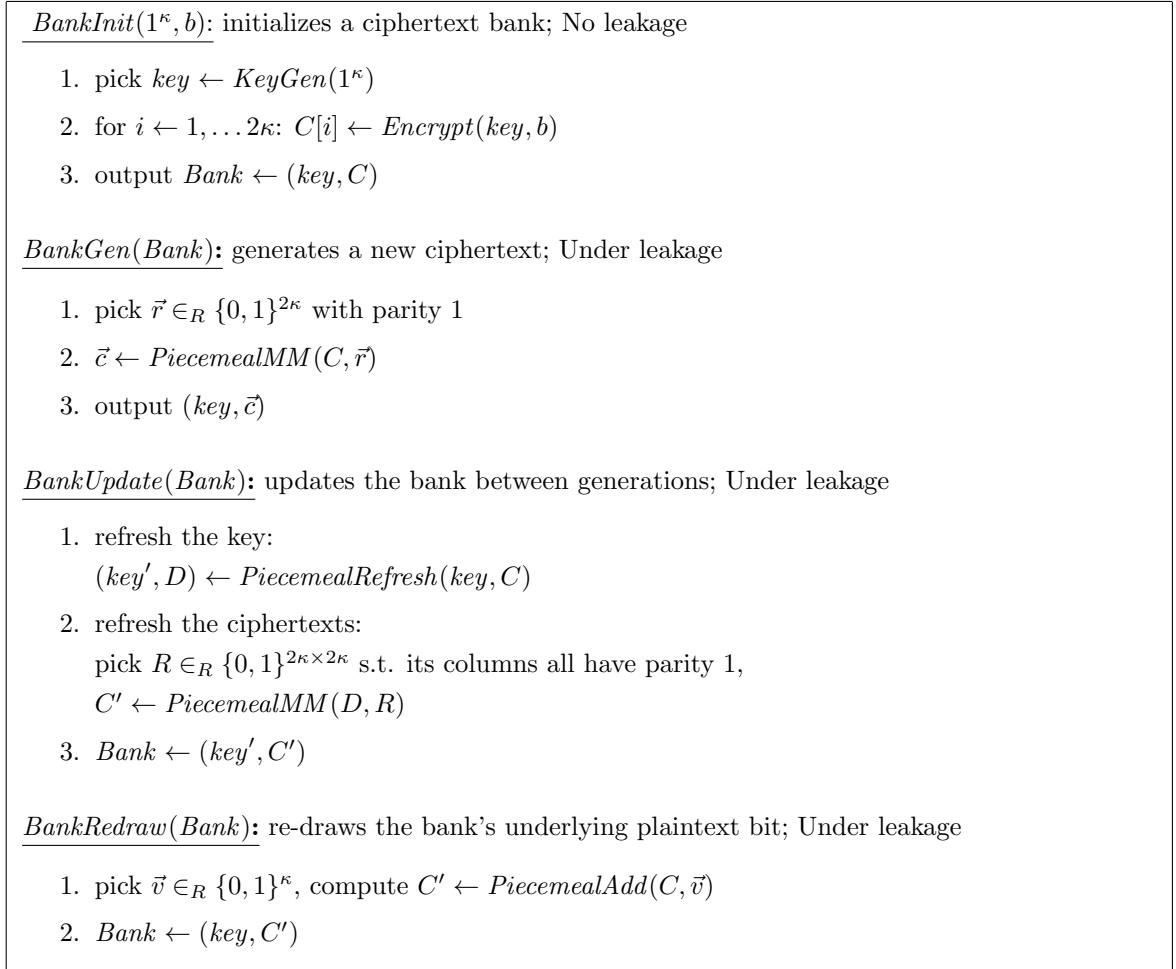 BankInit(1^κ, b): initializes a ciphertext bank; No leakage
1. pick key ← KeyGen(1^κ)
2. for i ← 1, . . . 2κ: C[i] ← Encrypt(key, b)
3. output Bank ← (key, C)
BankGen(Bank): generates a new ciphertext; Under leakage
1. pick r⃗ ∈_R {0, 1}^{2κ} with parity 1
2. c⃗ ← PiecemealMM(C, r⃗)
3. output (key, c⃗)
BankUpdate(Bank): updates the bank between generations; Under leakage
1. refresh the key:
(key′, D) ← PiecemealRefresh(key, C)
2. refresh the ciphertexts:
pick R ∈_R {0, 1}^{2κ×2κ} s.t. its columns all have parity 1,
C′ ← PiecemealMM(D, R)
3. Bank ← (key′, C′)
BankRedraw(Bank): re-draws the bank's underlying plaintext bit; Under leakage
1. pick v⃗ ∈_R {0, 1}^κ, compute C′ ← PiecemealAdd(C, v⃗)
2. Bank ← (key, C′)